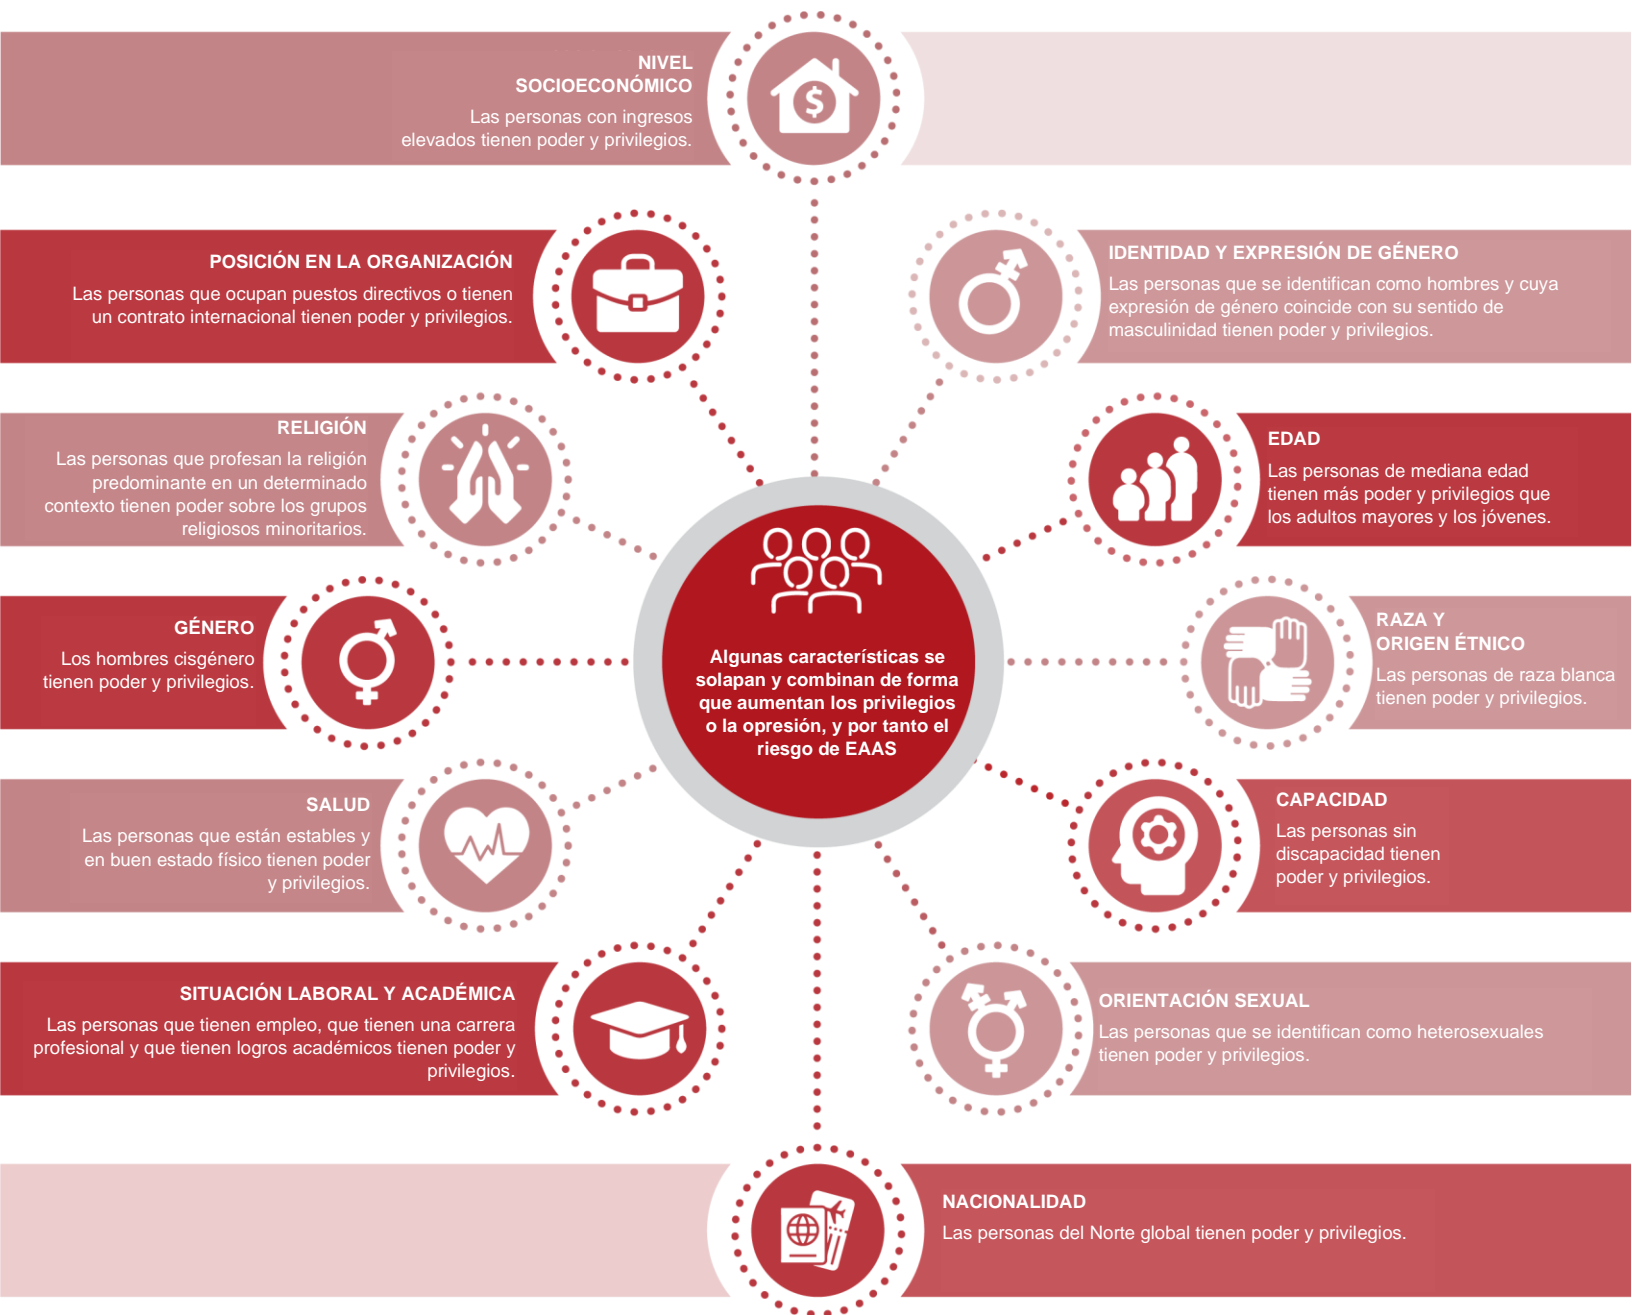 NIVEL
SOCIOECONÓMICO
Las personas con ingresos
elevados tienen poder y privilegios.
POSICIÓN EN LA ORGANIZACIÓN
Las personas que ocupan puestos directivos o tienen
un contrato internacional tienen poder y privilegios.
IDENTIDAD Y EXPRESIÓN DE GÉNERO
Las personas que se identifican como hombres y cuya
expresión de género coincide con su sentido de
masculinidad tienen poder y privilegios.
RELIGIÓN
Las personas que profesan la religión
predominante en un determinado
contexto tienen poder sobre los grupos
religiosos minoritarios.
EDAD
Las personas de mediana edad
tienen más poder y privilegios que
los adultos mayores y los jóvenes.
GÉNERO
Los hombres cisgénero
tienen poder y privilegios.
Algunas características se
solapan y combinan de forma
que aumentan los privilegios
o la opresión, y por tanto el
riesgo de EAAS
RAZA Y
ORIGEN ÉTNICO
Las personas de raza blanca
tienen poder y privilegios.
SALUD
Las personas que están estables y
en buen estado físico tienen poder
y privilegios.
CAPACIDAD
Las personas sin
discapacidad tienen
poder y privilegios.
SITUACIÓN LABORAL Y ACADÉMICA
Las personas que tienen empleo, que tienen una carrera
profesional y que tienen logros académicos tienen poder y
privilegios.
ORIENTACIÓN SEXUAL
Las personas que se identifican como heterosexuales
tienen poder y privilegios.
NACIONALIDAD
Las personas del Norte global tienen poder y privilegios.